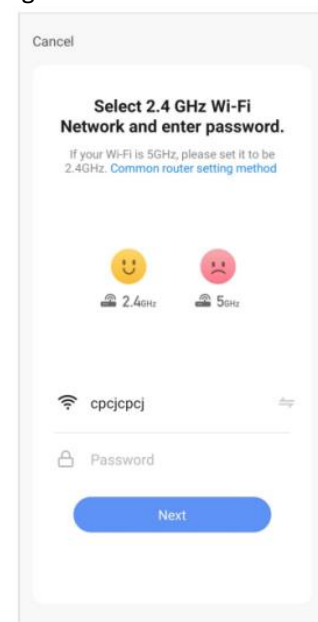 Cancel
Select 2.4 GHz Wi-Fi
Network and enter password.
If your Wi-Fi is 5GHz, please set it to be
2.4GHz. Common router setting method
2.4GHz 5GHz
cpcjcpcj
Password
Next